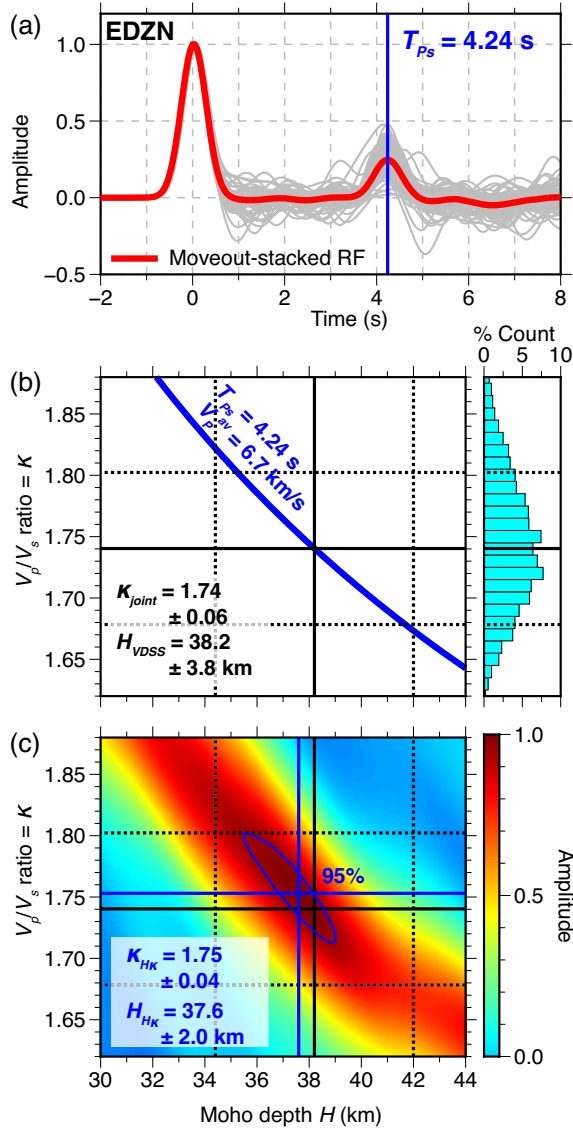 (a)
EDZN
T_Ps = 4.24 s
Amplitude
1.0
0.5
0.0
−0.5
Moveout-stacked RF
−2 0 2 4 6 8
Time (s)
% Count
0 5 10
(b)
V_p/V_s ratio = κ
1.85
1.80
1.75
1.70
1.65
T_Ps = 4.24 s
V_P^av = 6.7 km/s
κ_joint = 1.74
± 0.06
H_VDSS = 38.2
± 3.8 km
(c)
V_p/V_s ratio = κ
1.85
1.80
1.75
1.70
1.65
95%
κ_Hκ = 1.75
± 0.04
H_Hκ = 37.6
± 2.0 km
30 32 34 36 38 40 42 44
Moho depth H (km)
1.0
0.5
0.0
Amplitude